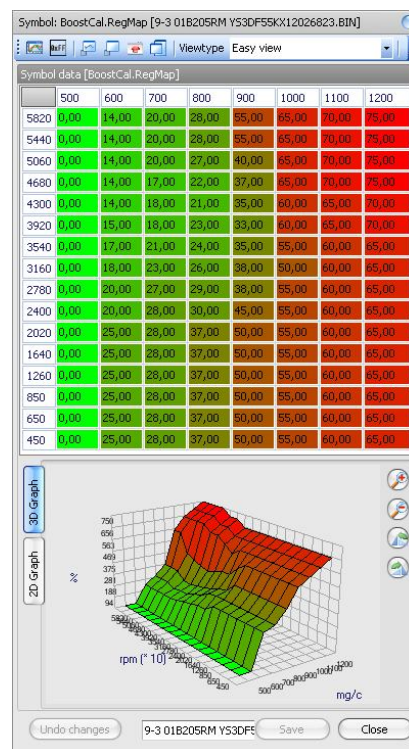 Symbol: BoostCal.RegMap [9-3 01B205RM YS3DF55KX12026823.BIN]
0xFF Viewtype Easy view
Symbol data [BoostCal.RegMap]
500 600 700 800 900 1000 1100 1200
5820 0,00 14,00 20,00 28,00 55,00 65,00 70,00 75,00
5440 0,00 14,00 20,00 28,00 55,00 65,00 70,00 75,00
5060 0,00 14,00 20,00 27,00 40,00 65,00 70,00 75,00
4680 0,00 14,00 17,00 22,00 37,00 65,00 70,00 75,00
4300 0,00 14,00 18,00 21,00 35,00 60,00 65,00 70,00
3920 0,00 15,00 18,00 23,00 33,00 60,00 65,00 70,00
3540 0,00 17,00 21,00 24,00 35,00 55,00 60,00 65,00
3160 0,00 18,00 23,00 26,00 38,00 50,00 60,00 65,00
2780 0,00 20,00 27,00 29,00 38,00 55,00 60,00 65,00
2400 0,00 20,00 28,00 30,00 45,00 55,00 60,00 65,00
2020 0,00 25,00 28,00 37,00 50,00 55,00 60,00 65,00
1640 0,00 25,00 28,00 37,00 50,00 55,00 60,00 65,00
1260 0,00 25,00 28,00 37,00 50,00 55,00 60,00 65,00
850 0,00 25,00 28,00 37,00 50,00 55,00 60,00 65,00
650 0,00 25,00 28,00 37,00 50,00 55,00 60,00 65,00
450 0,00 25,00 28,00 37,00 50,00 55,00 60,00 65,00
3D Graph
2D Graph
750
656
563
469
375
281
188
94
%
rpm (* 10)
850
650
450
500 600 700 800 900 1000 1100 1200
mg/c
Undo changes 9-3 01B205RM YS3DF5 Save Close